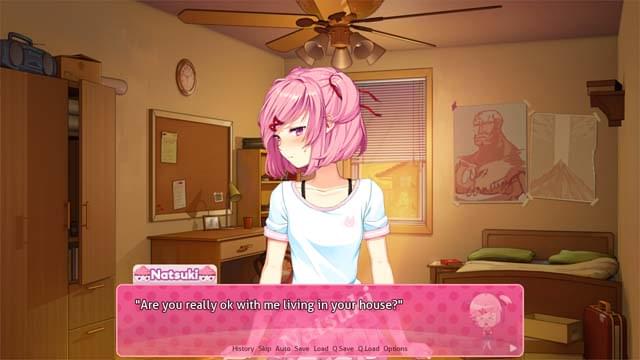 Natsuki
"Are you really ok with me living in your house?"
History Skip Auto Save Load Q.Save Q.Load Options